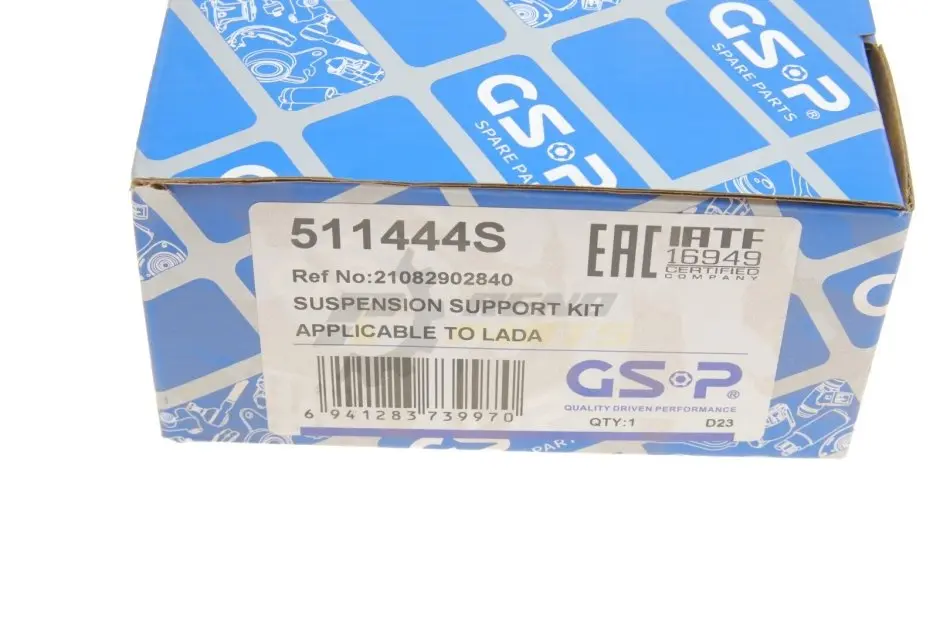 GSP
SPARE PARTS
®
GSP
SPARE PARTS
511444S
EAC
IATF
16949
CERTIFIED
COMPANY
Ref No:21082902840
SUSPENSION SUPPORT KIT
APPLICABLE TO LADA
GSP®
QUALITY DRIVEN PERFORMANCE
6 941283 739970
QTY:1 D23
PAR